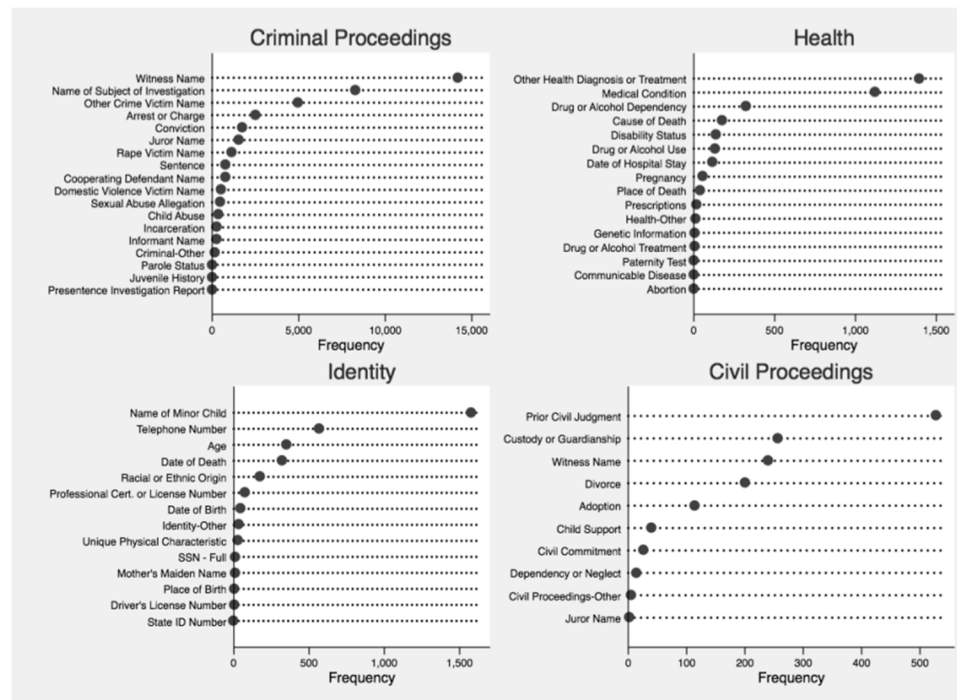 Criminal Proceedings
Witness Name
Name of Subject of Investigation
Other Crime Victim Name
Arrest or Charge
Conviction
Juror Name
Rape Victim Name
Sentence
Cooperating Defendant Name
Domestic Violence Victim Name
Sexual Abuse Allegation
Child Abuse
Incarceration
Informant Name
Criminal-Other
Parole Status
Juvenile History
Presentence Investigation Report
0 5,000 10,000 15,000
Frequency
Health
Other Health Diagnosis or Treatment
Medical Condition
Drug or Alcohol Dependency
Cause of Death
Disability Status
Drug or Alcohol Use
Date of Hospital Stay
Pregnancy
Place of Death
Prescriptions
Health-Other
Genetic Information
Drug or Alcohol Treatment
Paternity Test
Communicable Disease
Abortion
0 500 1,000 1,500
Frequency
Identity
Name of Minor Child
Telephone Number
Age
Date of Death
Racial or Ethnic Origin
Professional Cert. or License Number
Date of Birth
Identity-Other
Unique Physical Characteristic
SSN - Full
Mother's Maiden Name
Place of Birth
Driver's License Number
State ID Number
0 500 1,000 1,500
Frequency
Civil Proceedings
Prior Civil Judgment
Custody or Guardianship
Witness Name
Divorce
Adoption
Child Support
Civil Commitment
Dependency or Neglect
Civil Proceedings-Other
Juror Name
0 100 200 300 400 500
Frequency